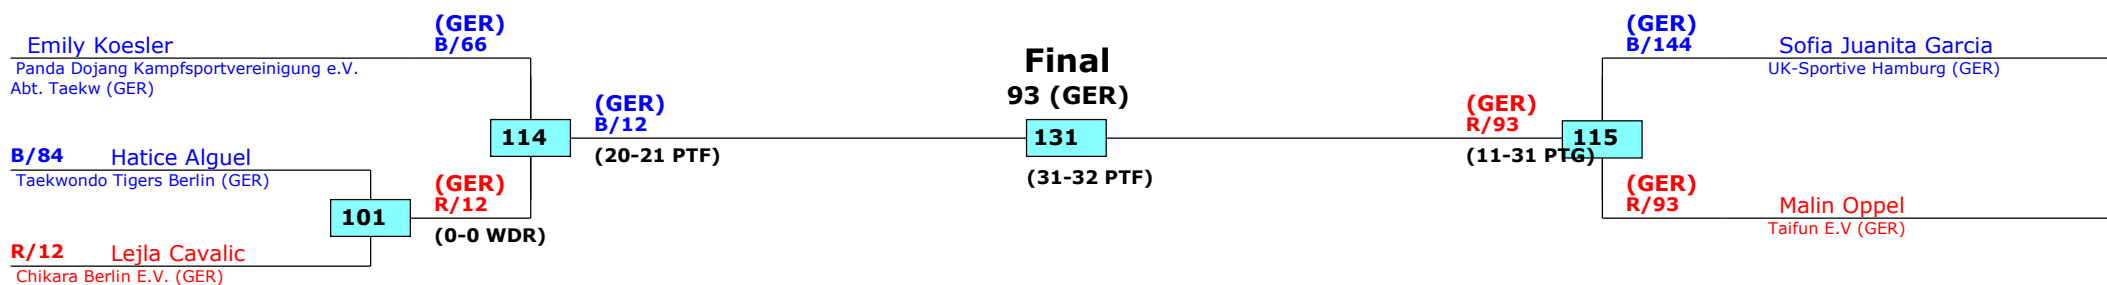 (GER)
B/66
Emily Koesler
Panda Dojang Kampfsportvereinigung e.V.
Abt. Taekw (GER)
B/84 Hatice Alguel
Taekwondo Tigers Berlin (GER)
R/12 Lejla Cavalic
Chikara Berlin E.V. (GER)
101
(GER)
R/12
(0-0 WDR)
114
(GER)
B/12
(20-21 PTF)
Final
93 (GER)
131
(31-32 PTF)
(GER)
R/93
(11-31 PTG)
115
(GER)
B/144
Sofia Juanita Garcia
UK-Sportive Hamburg (GER)
(GER)
R/93
Malin Oppel
Taifun E.V (GER)